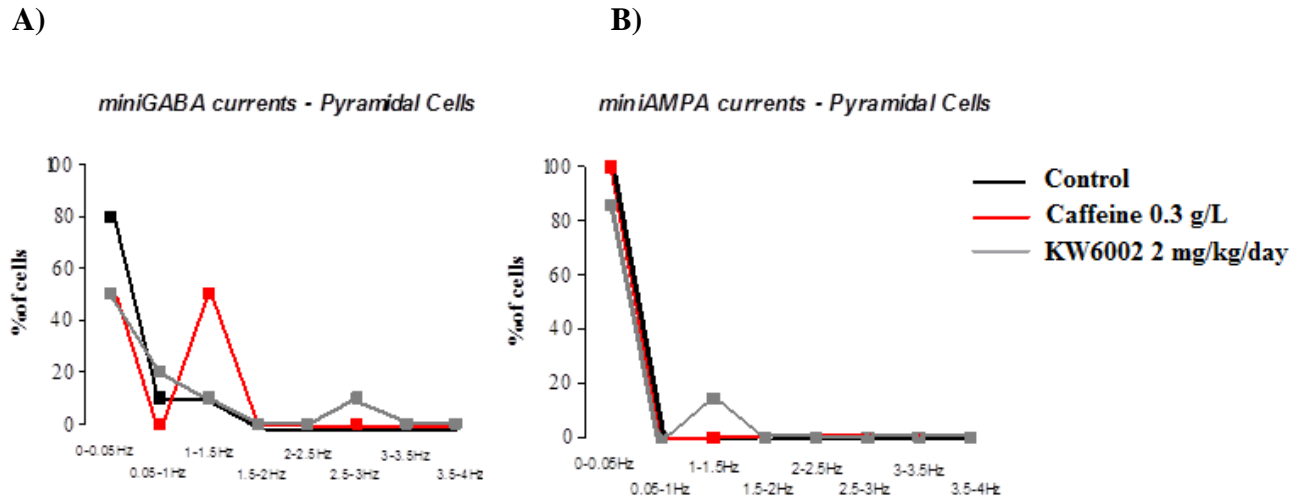 A)
B)
miniGABA currents - Pyramidal Cells
miniAMPA currents - Pyramidal Cells
100
80
60
40
20
0
%of cells
0-0.05Hz
0.05-1Hz
1-1.5Hz
1.5-2Hz
2-2.5Hz
2.5-3Hz
3-3.5Hz
3.5-4Hz
100
80
60
40
20
0
%of cells
0-0.05Hz
0.05-1Hz
1-1.5Hz
1.5-2Hz
2-2.5Hz
2.5-3Hz
3-3.5Hz
3.5-4Hz
Control
Caffeine 0.3 g/L
KW6002 2 mg/kg/day